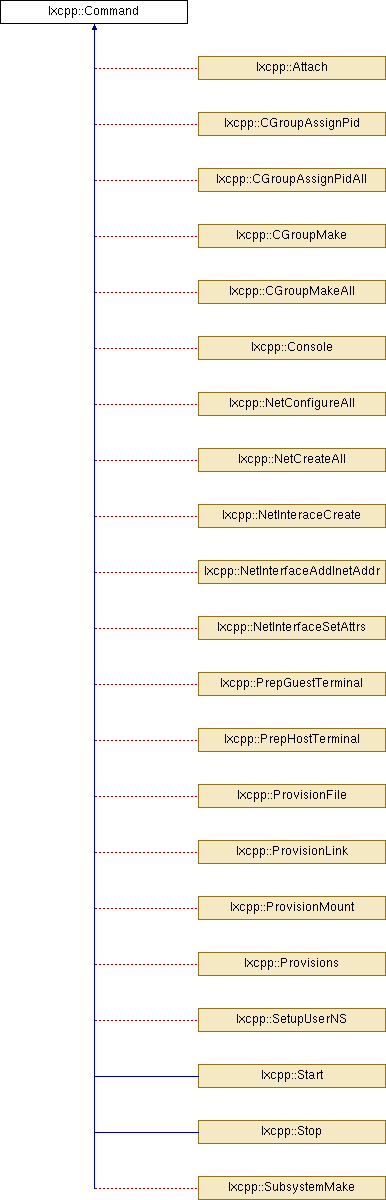 lxcpp::Command
lxcpp::Attach
lxcpp::CGroupAssignPid
lxcpp::CGroupAssignPidAll
lxcpp::CGroupMake
lxcpp::CGroupMakeAll
lxcpp::Console
lxcpp::NetConfigureAll
lxcpp::NetCreateAll
lxcpp::NetInteraceCreate
lxcpp::NetInterfaceAddInetAddr
lxcpp::NetInterfaceSetAttrs
lxcpp::PrepGuestTerminal
lxcpp::PrepHostTerminal
lxcpp::ProvisionFile
lxcpp::ProvisionLink
lxcpp::ProvisionMount
lxcpp::Provisions
lxcpp::SetupUserNS
lxcpp::Start
lxcpp::Stop
lxcpp::SubsystemMake